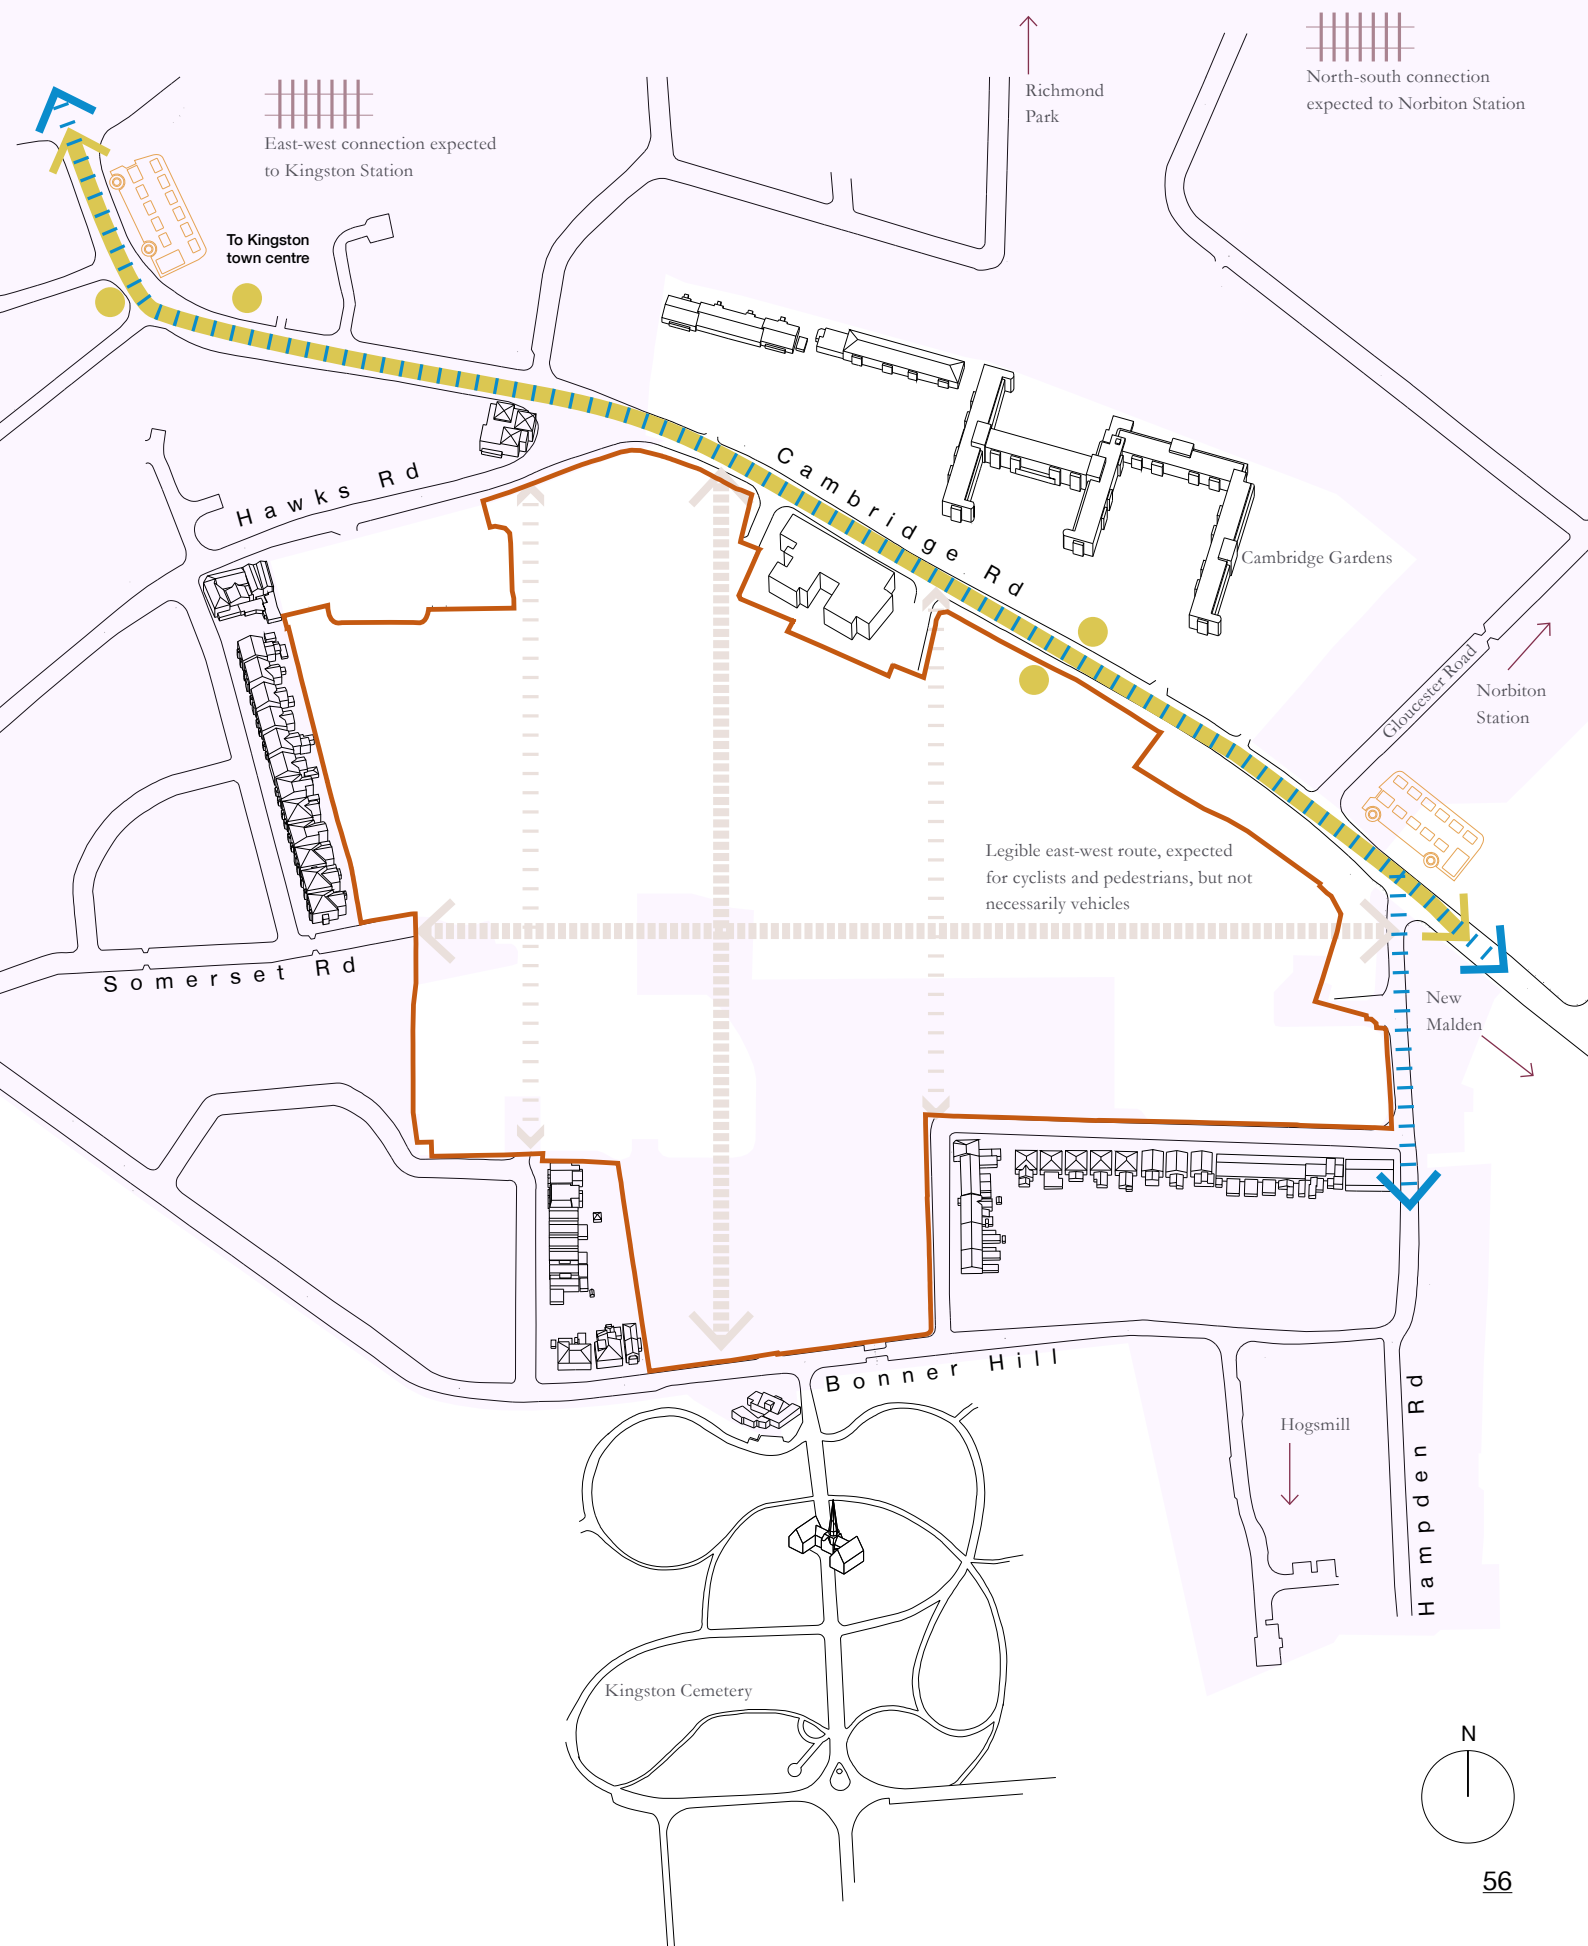 North-south connection
expected to Norbiton Station
Richmond
Park
East-west connection expected
to Kingston Station
To Kingston
town centre
Hawks Rd
Cambridge Rd
Cambridge Gardens
Gloucester Road
Norbiton
Station
Legible east-west route, expected
for cyclists and pedestrians, but not
necessarily vehicles
Somerset Rd
New
Malden
Bonner Hill
Hampden Rd
Hogsmill
Kingston Cemetery
N
56